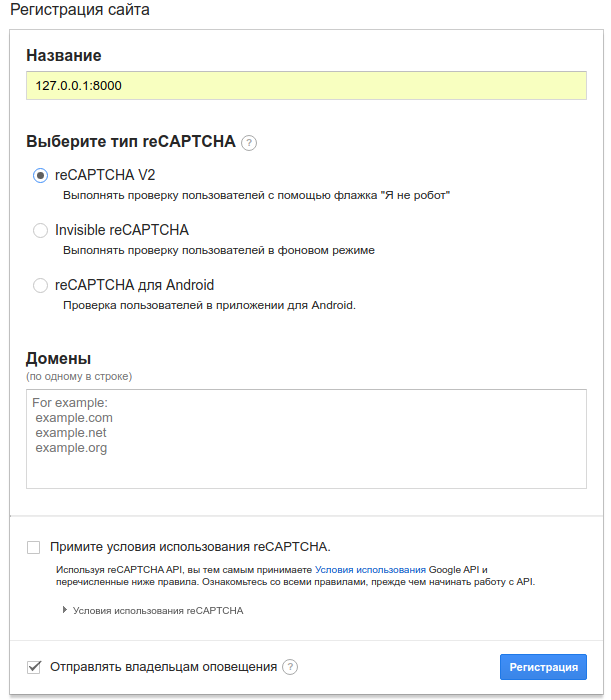 Регистрация сайта
Название
127.0.0.1:8000
Выберите тип reCAPTCHA ?
reCAPTCHA V2
Выполнять проверку пользователей с помощью флажка "Я не робот"
Invisible reCAPTCHA
Выполнять проверку пользователей в фоновом режиме
reCAPTCHA для Android
Проверка пользователей в приложении для Android.
Домены
(по одному в строке)
For example:
example.com
example.net
example.org
Примите условия использования reCAPTCHA.
Используя reCAPTCHA API, вы тем самым принимаете Условия использования Google API и
перечисленные ниже правила. Ознакомьтесь со всеми правилами, прежде чем начинать работу с API.
Условия использования reCAPTCHA
Отправлять владельцам оповещения ?
Регистрация